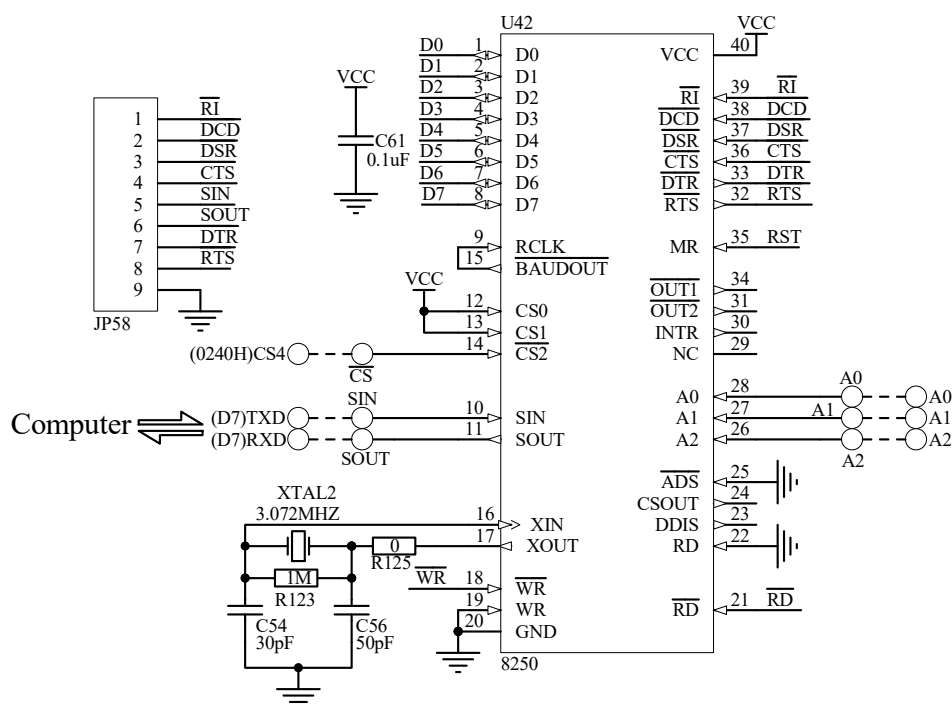 U42
VCC
D0 1 D0 VCC 40
D1 2 D1
D2 3 D2 RI 39 RI
D3 4 D3 DCD 38 DCD
D4 5 D4 DSR 37 DSR
D5 6 D5 CTS 36 CTS
D6 7 D6 DTR 33 DTR
D7 8 D7 RTS 32 RTS
VCC
C61
0.1uF
1 RI
2 DCD
3 DSR
4 CTS
5 SIN
6 SOUT
7 DTR
8 RTS
9
JP58
9 RCLK MR 35 RST
15 BAUDOUT
VCC
OUT1 34
12 CS0 OUT2 31
13 CS1 INTR 30
(0240H)CS4 CS 14 CS2 NC 29
A0 28 A0 A0
A1 27 A1 A1
A2 26 A2 A2
Computer
(D7)TXD SIN 10 SIN
(D7)RXD SOUT 11 SOUT
ADS 25
CSOUT 24
DDIS 23
RD 22
XTAL2
3.072MHZ
16 XIN
17 XOUT
0
R125
1M
R123
C54
30pF
C56
50pF
WR 18 WR
19 WR RD 21 RD
20 GND
8250